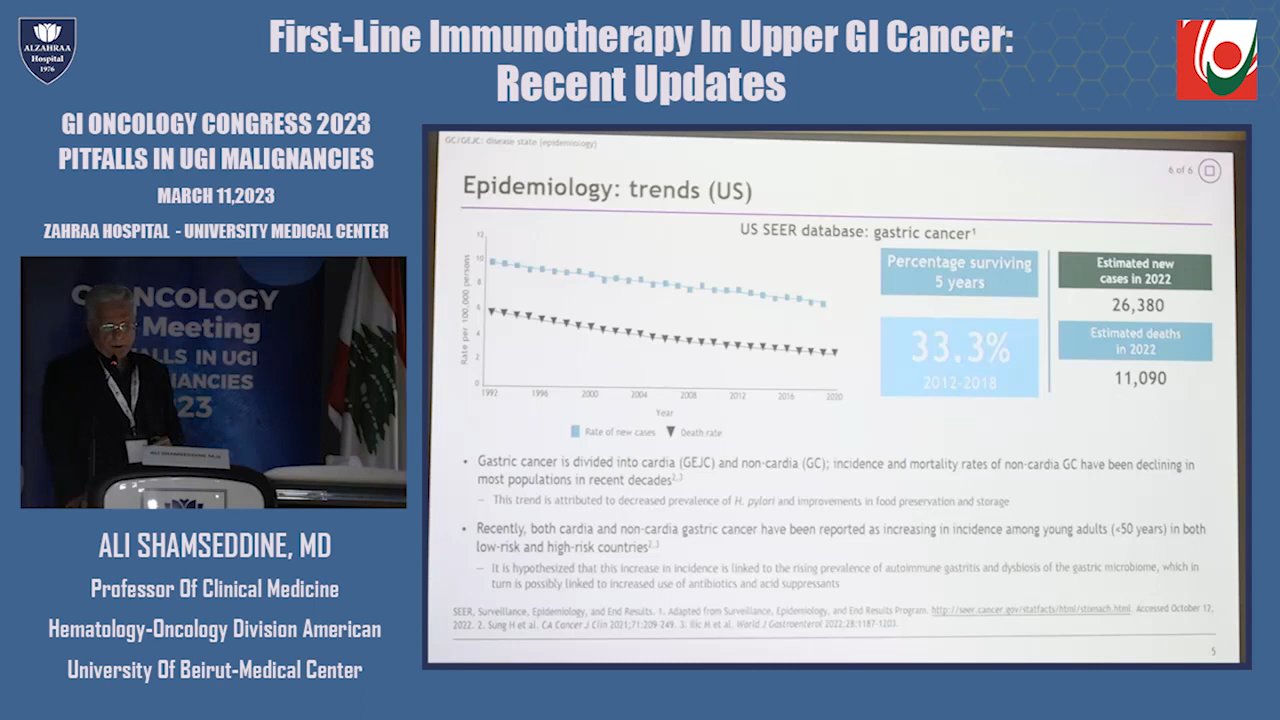 ALZAHRAA
Hospital
1976
First-Line Immunotherapy In Upper GI Cancer:
Recent Updates
GI ONCOLOGY CONGRESS 2023
PITFALLS IN UGI MALIGNANCIES
MARCH 11,2023
ZAHRAA HOSPITAL - UNIVERSITY MEDICAL CENTER
NCOLOGY
Meeting
ALLS IN UGI
NANCIES
23
ALI SHAMSEDDINE, M.D
ALI SHAMSEDDINE, MD
Professor Of Clinical Medicine
Hematology-Oncology Division American
University Of Beirut-Medical Center
GC/GEJC: disease state (epidemiology)
6 of 6
Epidemiology: trends (US)
US SEER database: gastric cancer¹
Rate per 100,000 persons
12
10
8
6
4
2
0
1992 1996 2000 2004 2008 2012 2016 2020
Year
Rate of new cases Death rate
Percentage surviving
5 years
33.3%
2012-2018
Estimated new
cases in 2022
26,380
Estimated deaths
in 2022
11,090
• Gastric cancer is divided into cardia (GEJC) and non-cardia (GC); incidence and mortality rates of non-cardia GC have been declining in
most populations in recent decades²,³
– This trend is attributed to decreased prevalence of H. pylori and improvements in food preservation and storage
• Recently, both cardia and non-cardia gastric cancer have been reported as increasing in incidence among young adults (<50 years) in both
low-risk and high-risk countries²,³
– It is hypothesized that this increase in incidence is linked to the rising prevalence of autoimmune gastritis and dysbiosis of the gastric microbiome, which in
turn is possibly linked to increased use of antibiotics and acid suppressants
SEER, Surveillance, Epidemiology, and End Results. 1. Adapted from Surveillance, Epidemiology, and End Results Program. http://seer.cancer.gov/statfacts/html/stomach.html. Accessed October 12,
2022. 2. Sung H et al. CA Cancer J Clin 2021;71:209-249. 3. Ilic M et al. World J Gastroenterol 2022;28:1187-1203.
5